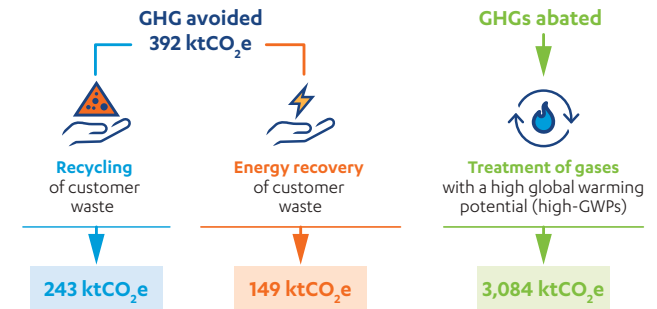 GHG avoided
392 ktCO₂e
Recycling
of customer
waste
243 ktCO₂e
Energy recovery
of customer
waste
149 ktCO₂e
GHGs abated
Treatment of gases
with a high global warming
potential (high-GWPs)
3,084 ktCO₂e